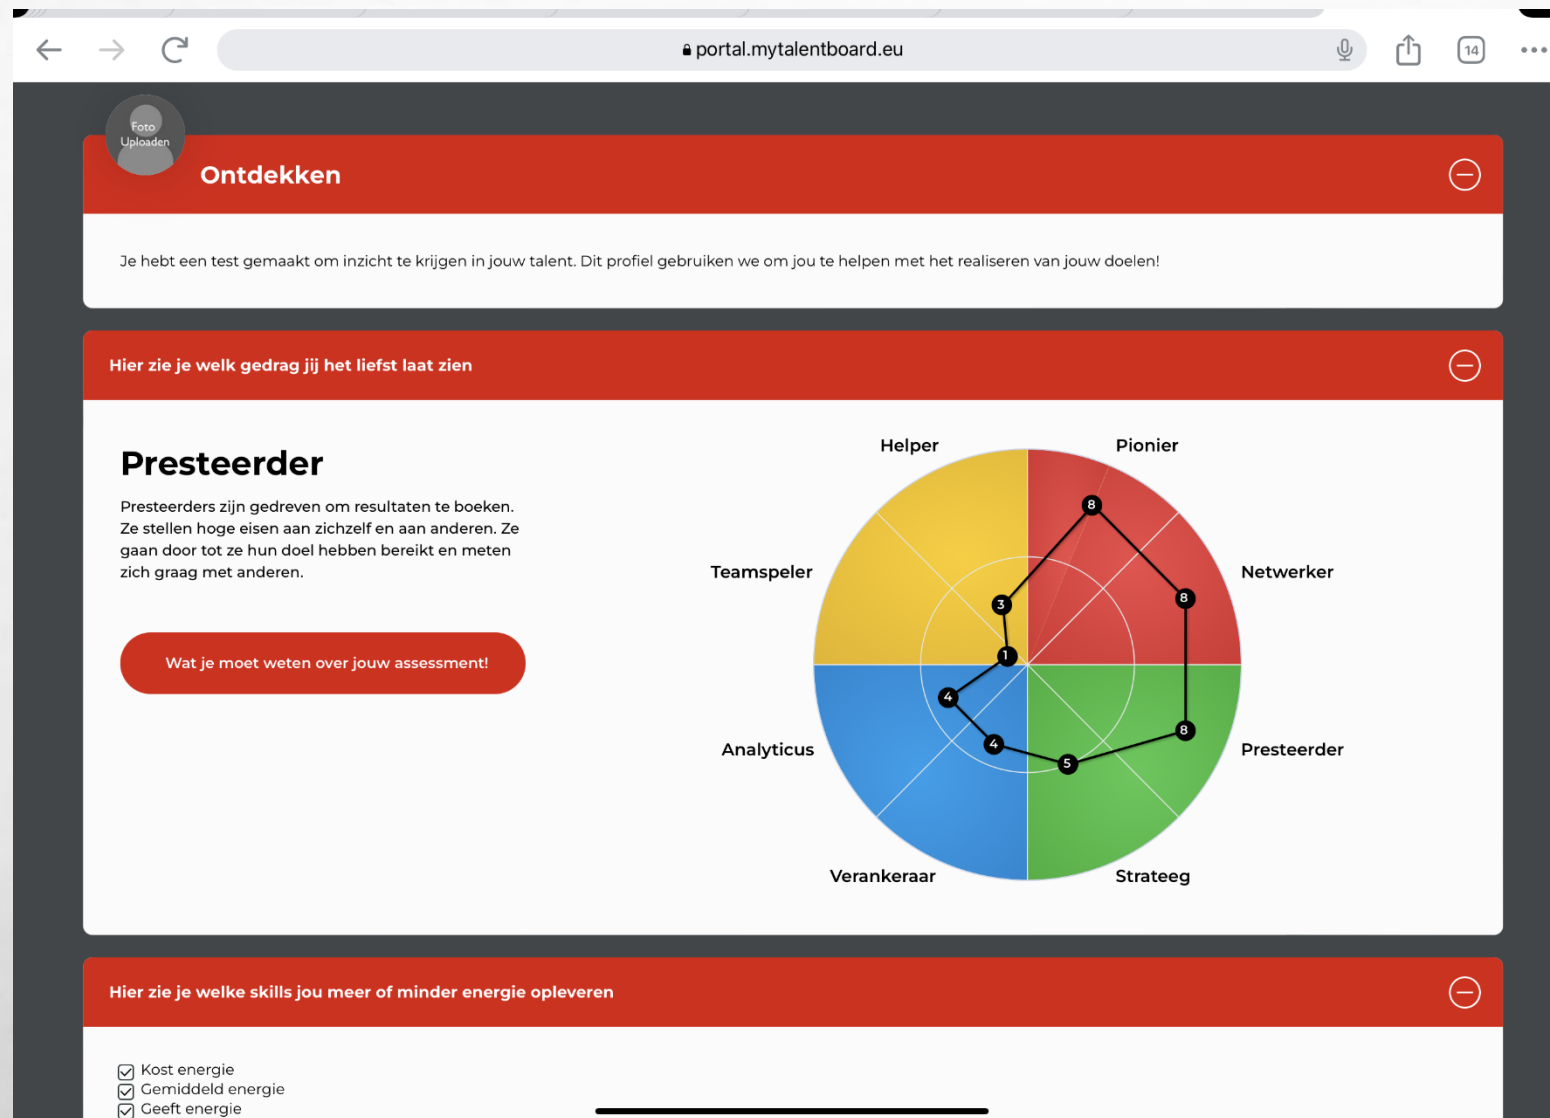 portal.mytalentboard.eu
14
Foto
Uploaden
Ontdekken
Je hebt een test gemaakt om inzicht te krijgen in jouw talent. Dit profiel gebruiken we om jou te helpen met het realiseren van jouw doelen!
Hier zie je welk gedrag jij het liefst laat zien
Presteerder
Presteerders zijn gedreven om resultaten te boeken.
Ze stellen hoge eisen aan zichzelf en aan anderen. Ze
gaan door tot ze hun doel hebben bereikt en meten
zich graag met anderen.
Wat je moet weten over jouw assessment!
Helper
Pionier
Teamspeler
Netwerker
Analyticus
Presteerder
Verankeraar
Strateeg
8
3
8
1
4
8
4
5
Hier zie je welke skills jou meer of minder energie opleveren
Kost energie
Gemiddeld energie
Geeft energie